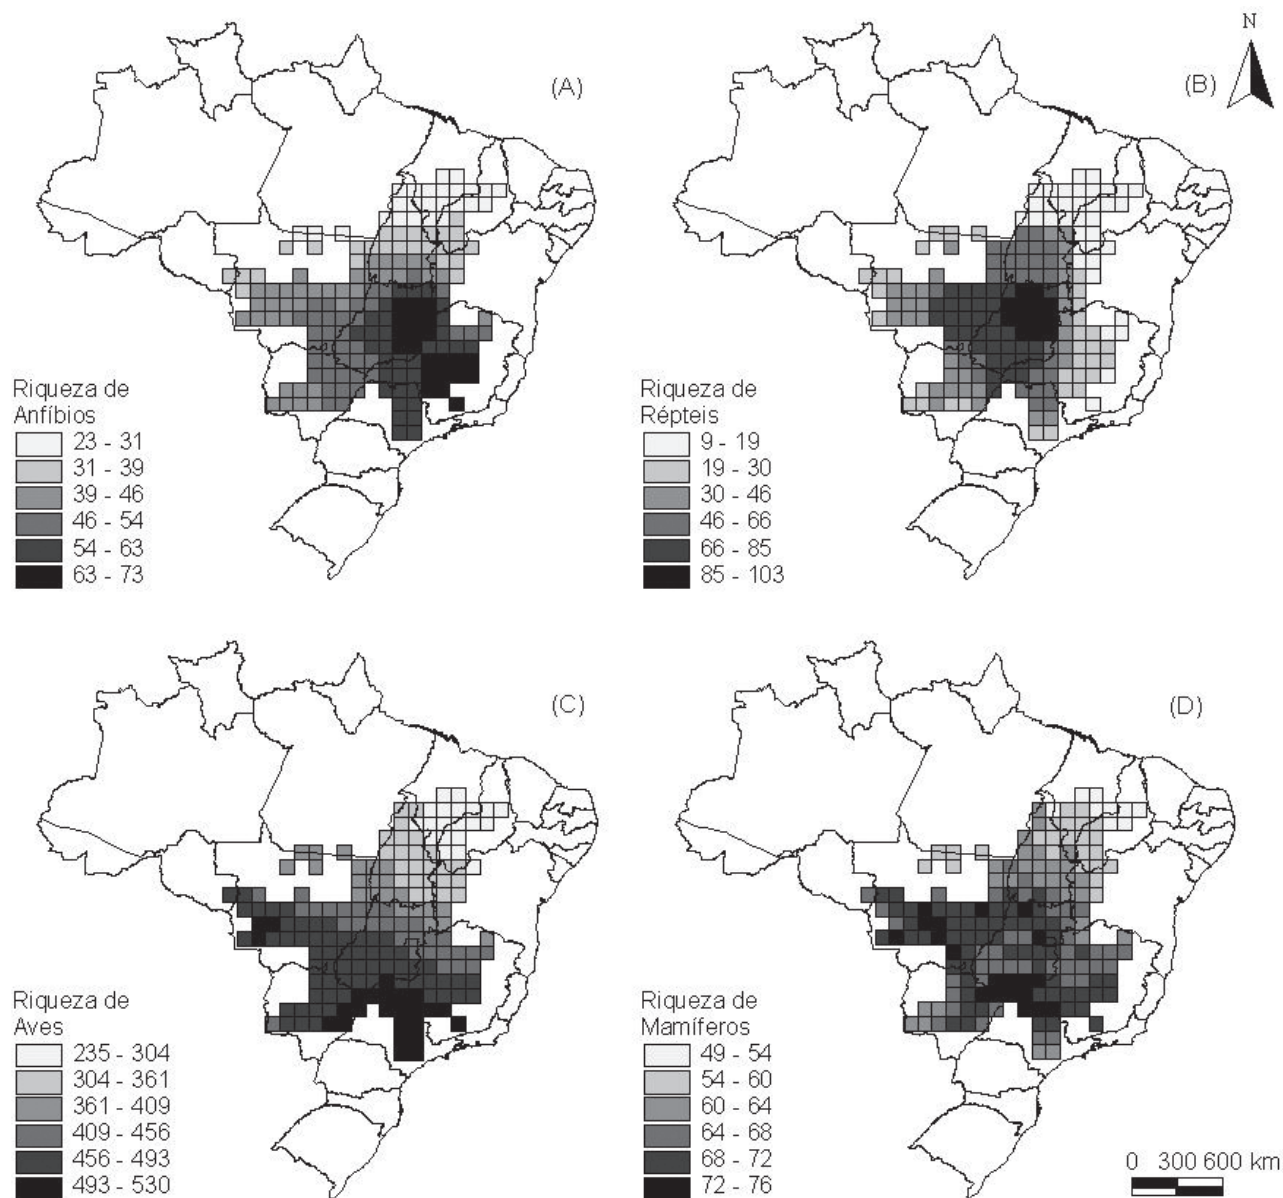 (A)
Riqueza de
Anfíbios
23 - 31
31 - 39
39 - 46
46 - 54
54 - 63
63 - 73
N
(B)
Riqueza de
Répteis
9 - 19
19 - 30
30 - 46
46 - 66
66 - 85
85 - 103
(C)
Riqueza de
Aves
235 - 304
304 - 361
361 - 409
409 - 456
456 - 493
493 - 530
(D)
Riqueza de
Mamíferos
49 - 54
54 - 60
60 - 64
64 - 68
68 - 72
72 - 76
0 300 600 km